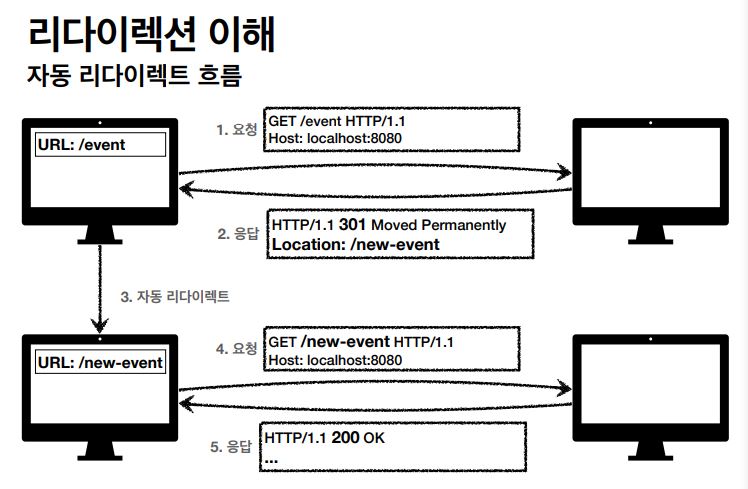 리다이렉션 이해
자동 리다이렉트 흐름
URL: /event
1. 요청
GET /event HTTP/1.1
Host: localhost:8080
2. 응답
HTTP/1.1 301 Moved Permanently
Location: /new-event
3. 자동 리다이렉트
URL: /new-event
4. 요청
GET /new-event HTTP/1.1
Host: localhost:8080
5. 응답
HTTP/1.1 200 OK
...